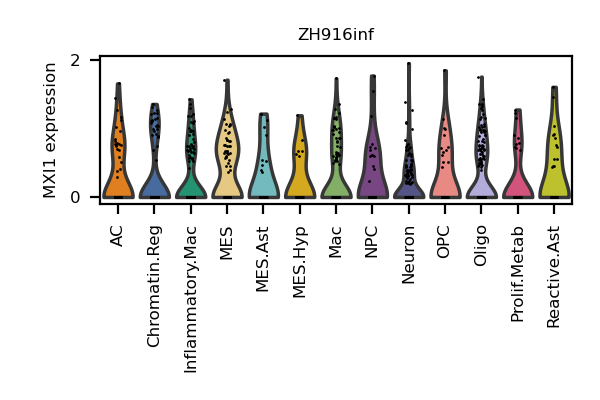 ZH916inf
MXI1 expression
2
0
AC
Chromatin.Reg
Inflammatory.Mac
MES
MES.Ast
MES.Hyp
Mac
NPC
Neuron
OPC
Oligo
Prolif.Metab
Reactive.Ast